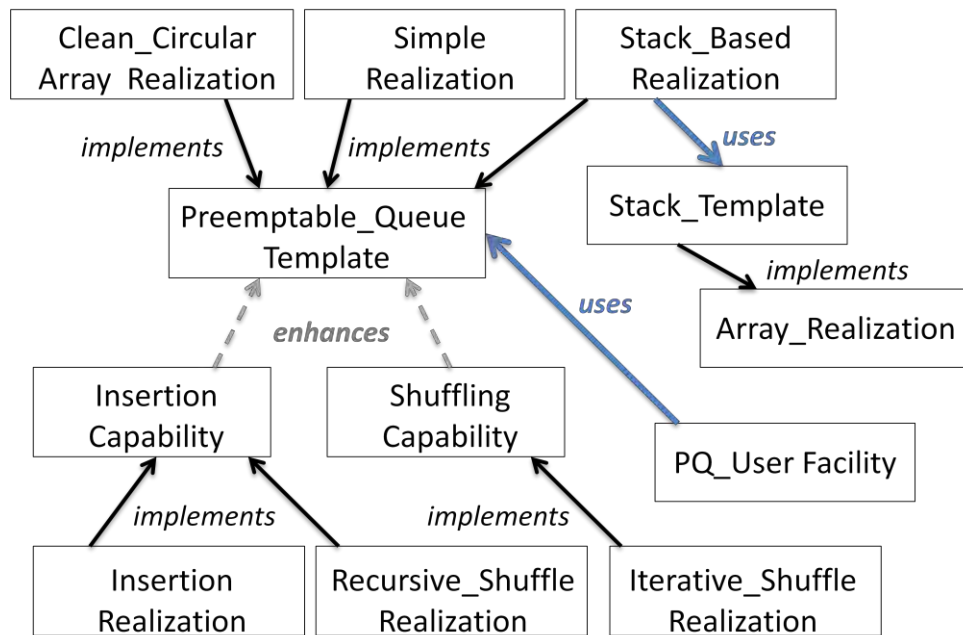 Clean_Circular
Array Realization
Simple
Realization
Stack_Based
Realization
implements
implements
uses
Preemptable_Queue
Template
Stack_Template
implements
enhances
uses
Array_Realization
Insertion
Capability
Shuffling
Capability
PQ_User Facility
implements
implements
Insertion
Realization
Recursive_Shuffle
Realization
Iterative_Shuffle
Realization